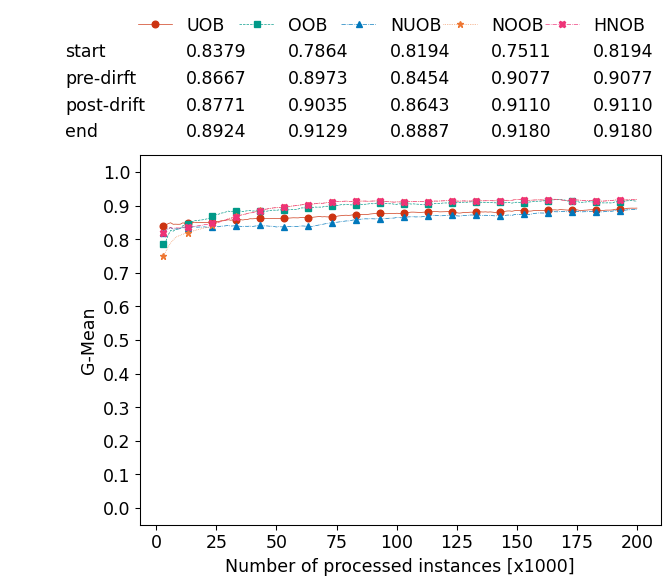 UOB OOB NUOB NOOB HNOB
start 0.8379 0.7864 0.8194 0.7511 0.8194
pre-dirft 0.8667 0.8973 0.8454 0.9077 0.9077
post-drift 0.8771 0.9035 0.8643 0.9110 0.9110
end 0.8924 0.9129 0.8887 0.9180 0.9180
1.0
0.9
0.8
0.7
0.6
0.5
0.4
0.3
0.2
0.1
0.0
G-Mean
0 25 50 75 100 125 150 175 200
Number of processed instances [x1000]